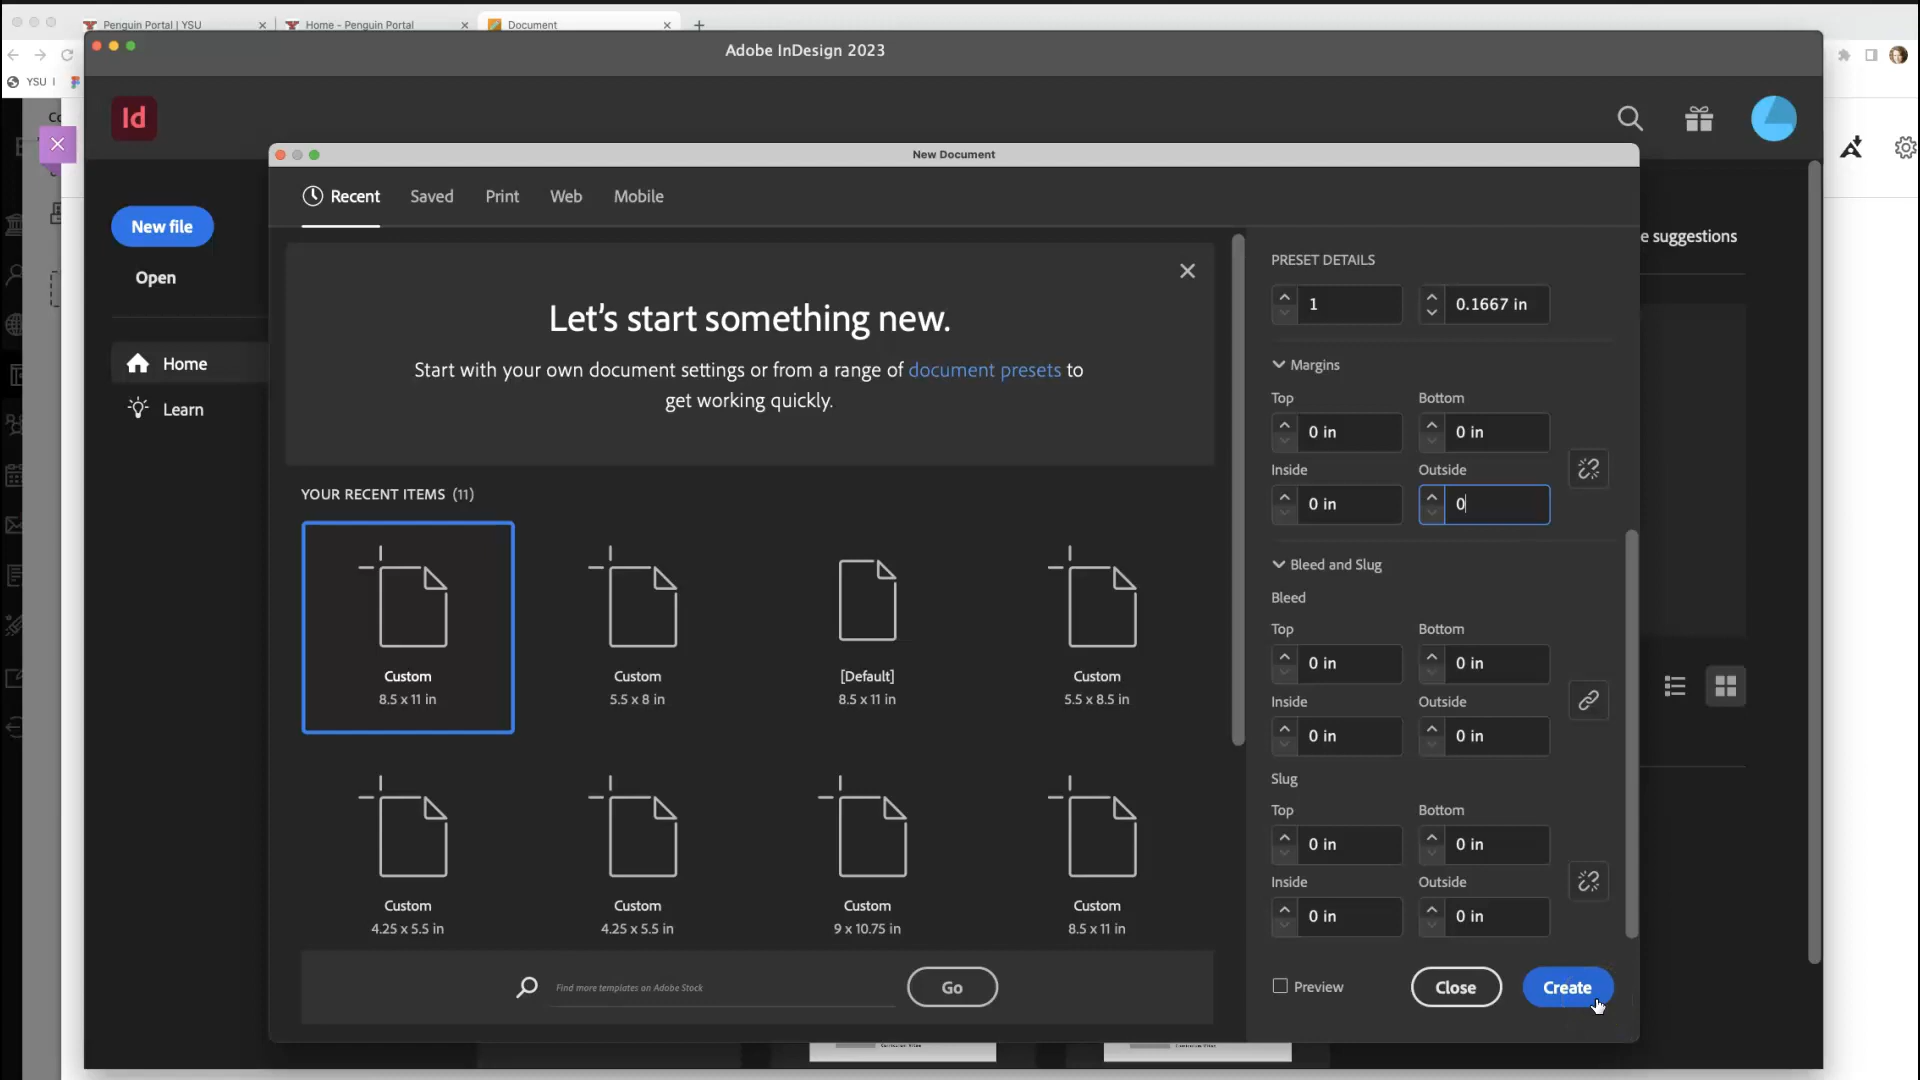 Penguin Portal | YSU
Home - Penguin Portal
Document
Adobe InDesign 2023
YSU
Id
New Document
Recent
Saved
Print
Web
Mobile
New file
Open
Home
Learn
e suggestions
Let's start something new.
Start with your own document settings or from a range of document presets to
get working quickly.
YOUR RECENT ITEMS (11)
Custom
8.5 x 11 in
Custom
5.5 x 8 in
[Default]
8.5 x 11 in
Custom
5.5 x 8.5 in
Custom
4.25 x 5.5 in
Custom
4.25 x 5.5 in
Custom
9 x 10.75 in
Custom
8.5 x 11 in
Find more templates on Adobe Stock
Go
PRESET DETAILS
1
0.1667 in
Margins
Top
Bottom
0 in
0 in
Inside
Outside
0 in
0
Bleed and Slug
Bleed
Top
Bottom
0 in
0 in
Inside
Outside
0 in
0 in
Slug
Top
Bottom
0 in
0 in
Inside
Outside
0 in
0 in
Preview
Close
Create